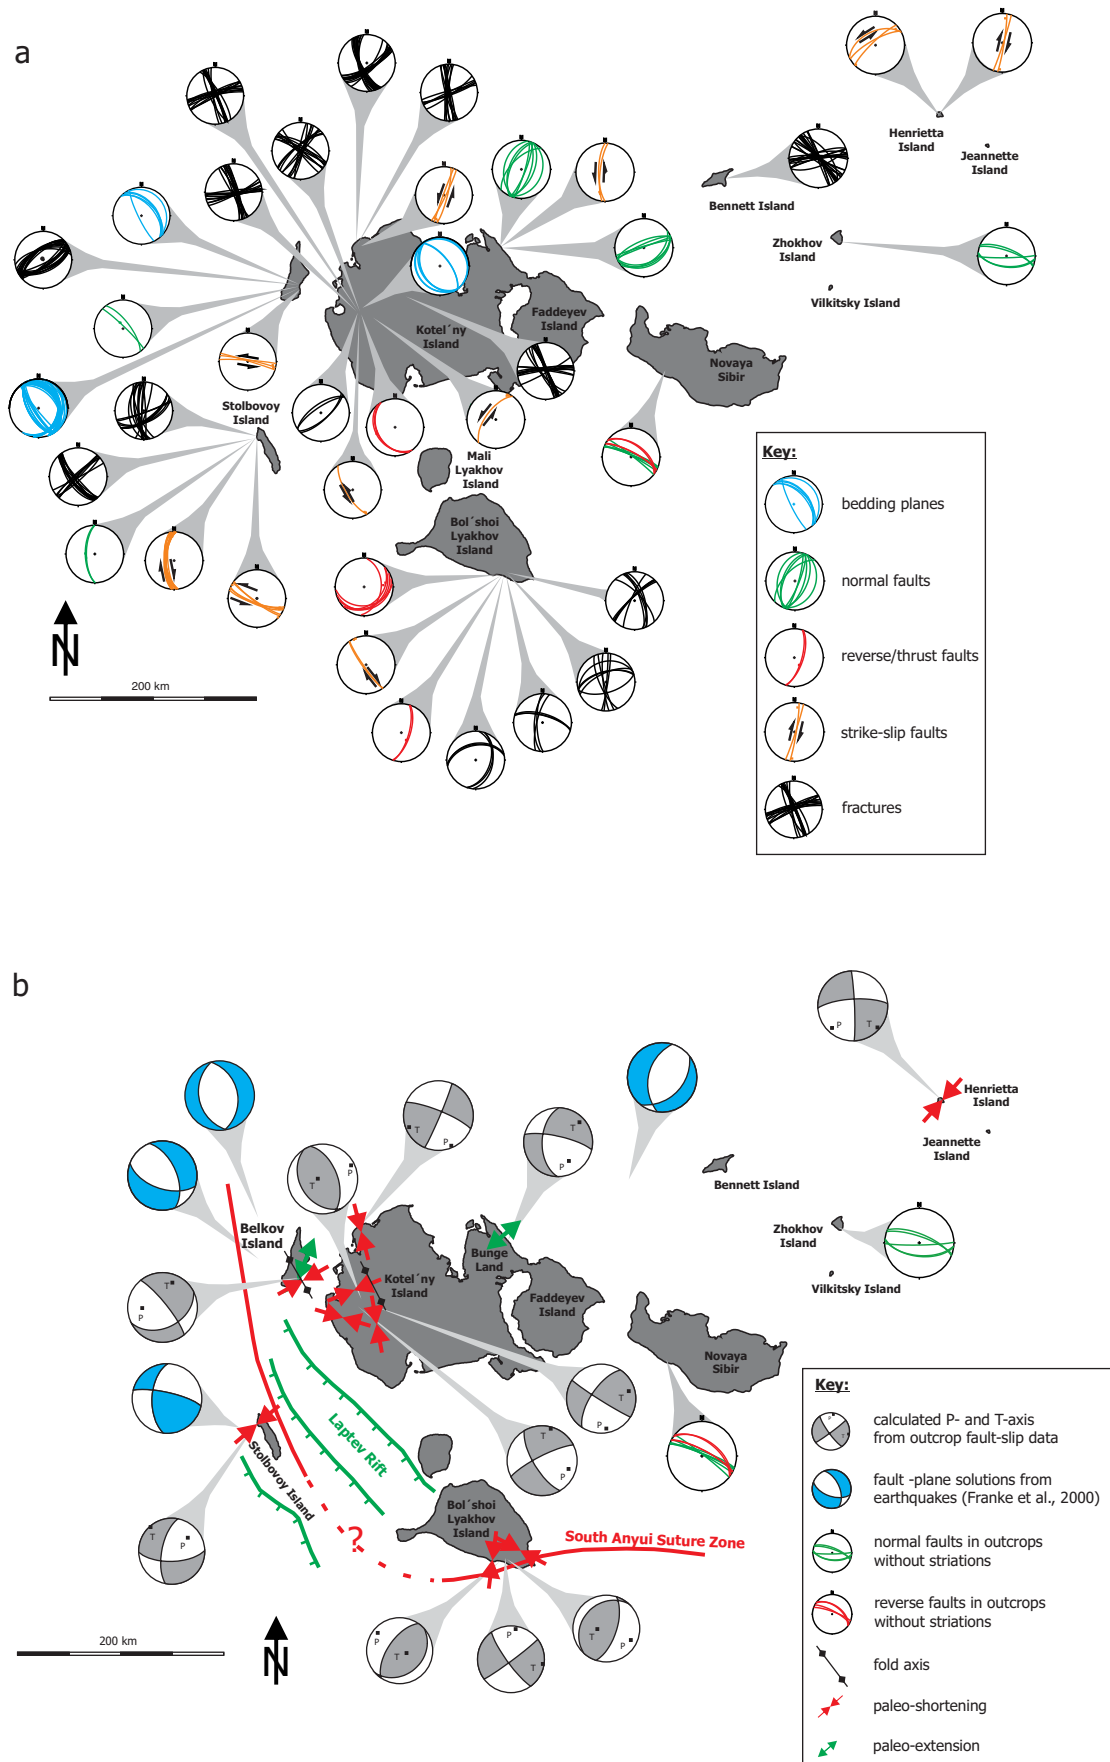 a
Henrietta
Island
Jeannette
Island
Bennett Island
Zhokhov
Island
Vilkitsky Island
Kotel´ny
Island
Faddeyev
Island
Novaya
Sibir
Stolbovoy
Island
Mali
Lyakhov
Island
Bol´shoi
Lyakhov
Island
N
200 km
Key:
bedding planes
normal faults
reverse/thrust faults
strike-slip faults
fractures
b
Henrietta
Island
Jeannette
Island
Bennett Island
Zhokhov
Island
Vilkitsky Island
Belkov
Island
Bunge
Land
Kotel´ny
Island
Faddeyev
Island
Novaya
Sibir
Laptev Rift
Stolbovoy Island
?
Bol´shoi
Lyakhov
Island
South Anyui Suture Zone
200 km
N
P
T
P
T
T
P
P
T
T
P
T
P
T
P
T
P
P
T
P
T
T
P
Key:
calculated P- and T-axis
from outcrop fault-slip data
fault -plane solutions from
earthquakes (Franke et al., 2000)
normal faults in outcrops
without striations
reverse faults in outcrops
without striations
fold axis
paleo-shortening
paleo-extension